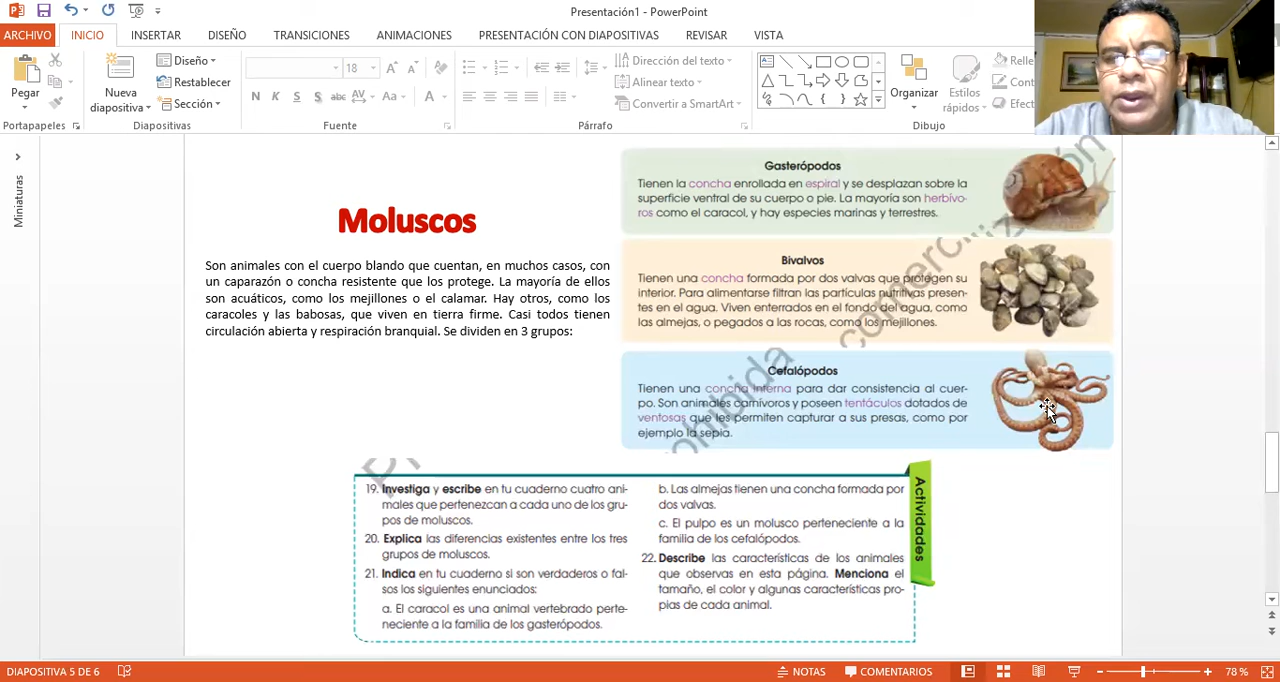 Presentación1 - PowerPoint
ARCHIVO INICIO INSERTAR DISEÑO TRANSICIONES ANIMACIONES PRESENTACIÓN CON DIAPOSITIVAS REVISAR VISTA
Pegar
Nueva
diapositiva
Diseño
Restablecer
Sección
18
N K S S abc AV Aa A
Dirección del texto
Alinear texto
Convertir a SmartArt
Organizar
Estilos
rápidos
Portapapeles Diapositivas Fuente Párrafo Dibujo
Miniaturas
Moluscos
Son animales con el cuerpo blando que cuentan, en muchos casos, con
un caparazón o concha resistente que los protege. La mayoría de ellos
son acuáticos, como los mejillones o el calamar. Hay otros, como los
caracoles y las babosas, que viven en tierra firme. Casi todos tienen
circulación abierta y respiración branquial. Se dividen en 3 grupos:
Gasterópodos
Tienen la concha enrollada en espiral y se desplazan sobre la
superficie ventral de su cuerpo o pie. La mayoría son herbívo-
ros como el caracol, y hay especies marinas y terrestres.
Bivalvos
Tienen una concha formada por dos valvas que protegen su
interior. Para alimentarse filtran las partículas nutritivas presen-
tes en el agua. Viven enterrados en el fondo del agua, como
las almejas, o pegados a las rocas, como los mejillones.
Cefalópodos
Tienen una concha interna para dar consistencia al cuer-
po. Son animales carnívoros y poseen tentáculos dotados de
ventosas que les permiten capturar a sus presas, como por
ejemplo la sepia.
19. Investiga y escribe en tu cuaderno cuatro ani-
males que pertenezcan a cada uno de los gru-
pos de moluscos.
20. Explica las diferencias existentes entre los tres
grupos de moluscos.
21. Indica en tu cuaderno si son verdaderos o fal-
sos los siguientes enunciados:
a. El caracol es una animal vertebrado perte-
neciente a la familia de los gasterópodos.
b. Las almejas tienen una concha formada por
dos valvas.
c. El pulpo es un molusco perteneciente a la
familia de los cefalópodos.
22. Describe las características de los animales
que observas en esta página. Menciona el
tamaño, el color y algunas características pro-
pias de cada animal.
Actividades
DIAPOSITIVA 5 DE 6 NOTAS COMENTARIOS 78 %